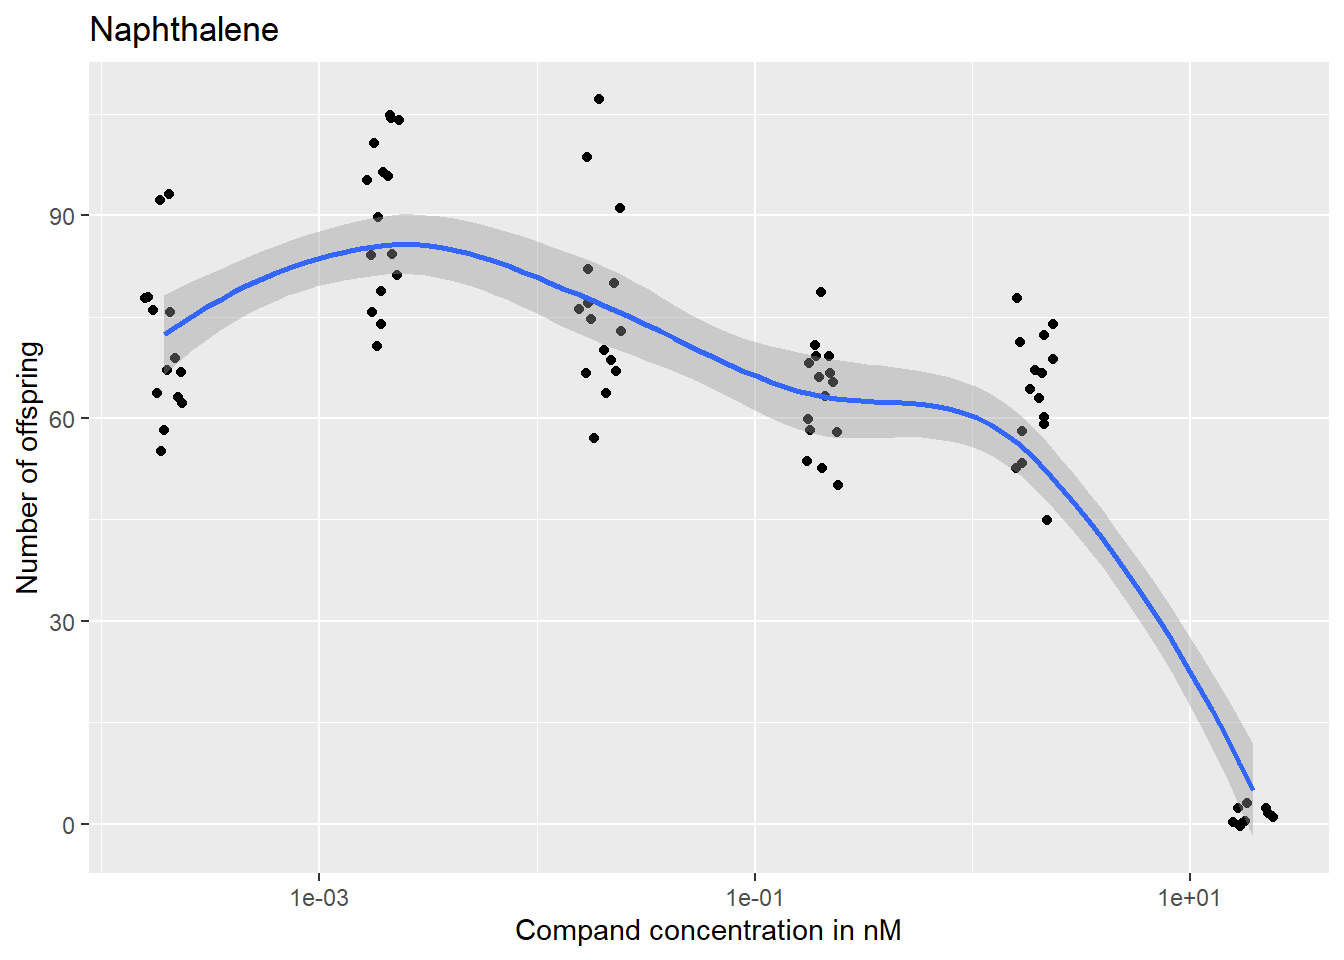 Naphthalene
Number of offspring
90
60
30
0
1e-03
1e-01
1e+01
Compand concentration in nM